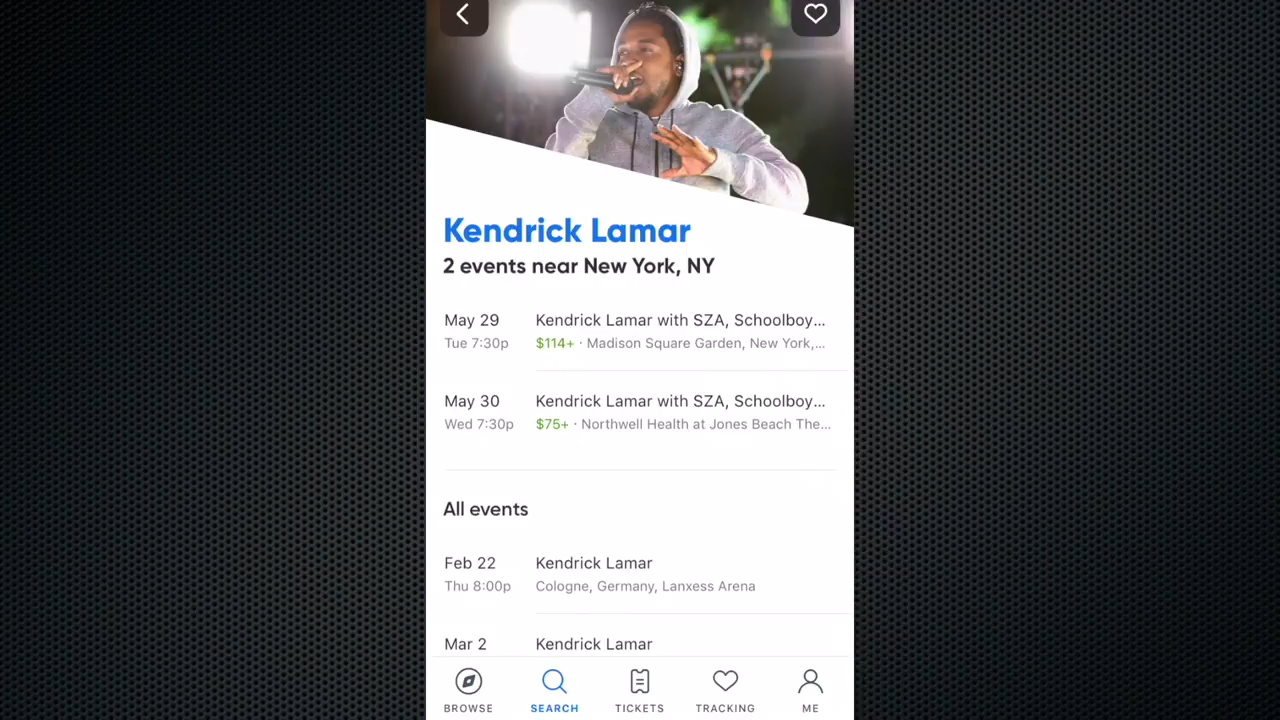 Kendrick Lamar
2 events near New York, NY
May 29
Kendrick Lamar with SZA, Schoolboy...
Tue 7:30p
$114+ · Madison Square Garden, New York,...
May 30
Kendrick Lamar with SZA, Schoolboy...
Wed 7:30p
$75+ · Northwell Health at Jones Beach The...
All events
Feb 22
Kendrick Lamar
Thu 8:00p
Cologne, Germany, Lanxess Arena
Mar 2
Kendrick Lamar
BROWSE
SEARCH
TICKETS
TRACKING
ME